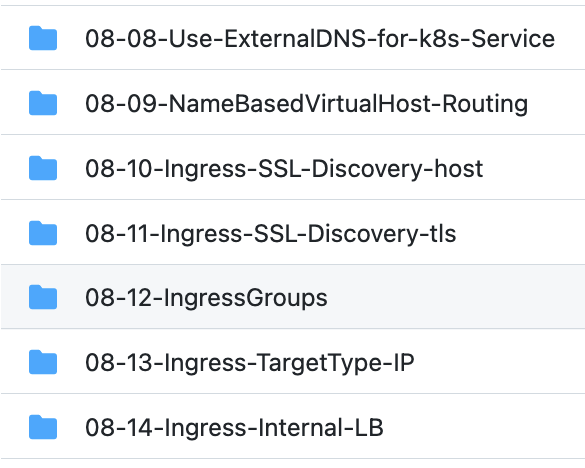 08-08-Use-ExternalDNS-for-k8s-Service
08-09-NameBasedVirtualHost-Routing
08-10-Ingress-SSL-Discovery-host
08-11-Ingress-SSL-Discovery-tls
08-12-IngressGroups
08-13-Ingress-TargetType-IP
08-14-Ingress-Internal-LB